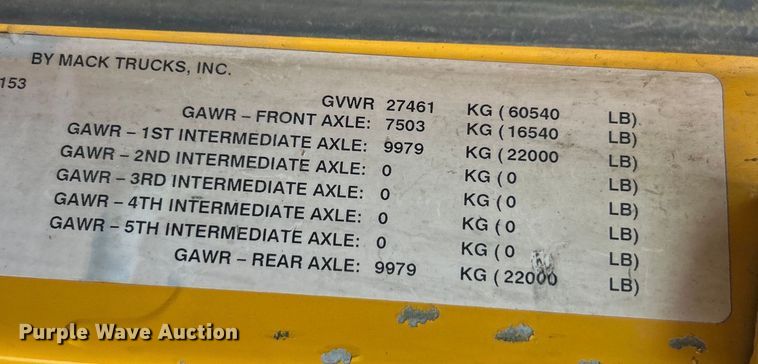 BY MACK TRUCKS, INC.
153
GVWR 27461 KG ( 60540 LB)
GAWR – FRONT AXLE: 7503 KG ( 16540 LB)
GAWR – 1ST INTERMEDIATE AXLE: 9979 KG ( 22000 LB)
GAWR – 2ND INTERMEDIATE AXLE: 0 KG ( 0 LB)
GAWR – 3RD INTERMEDIATE AXLE: 0 KG ( 0 LB)
GAWR – 4TH INTERMEDIATE AXLE: 0 KG ( 0 LB)
GAWR – 5TH INTERMEDIATE AXLE: 0 KG ( 0 LB)
GAWR – REAR AXLE: 9979 KG ( 22000 LB)
Purple Wave Auction